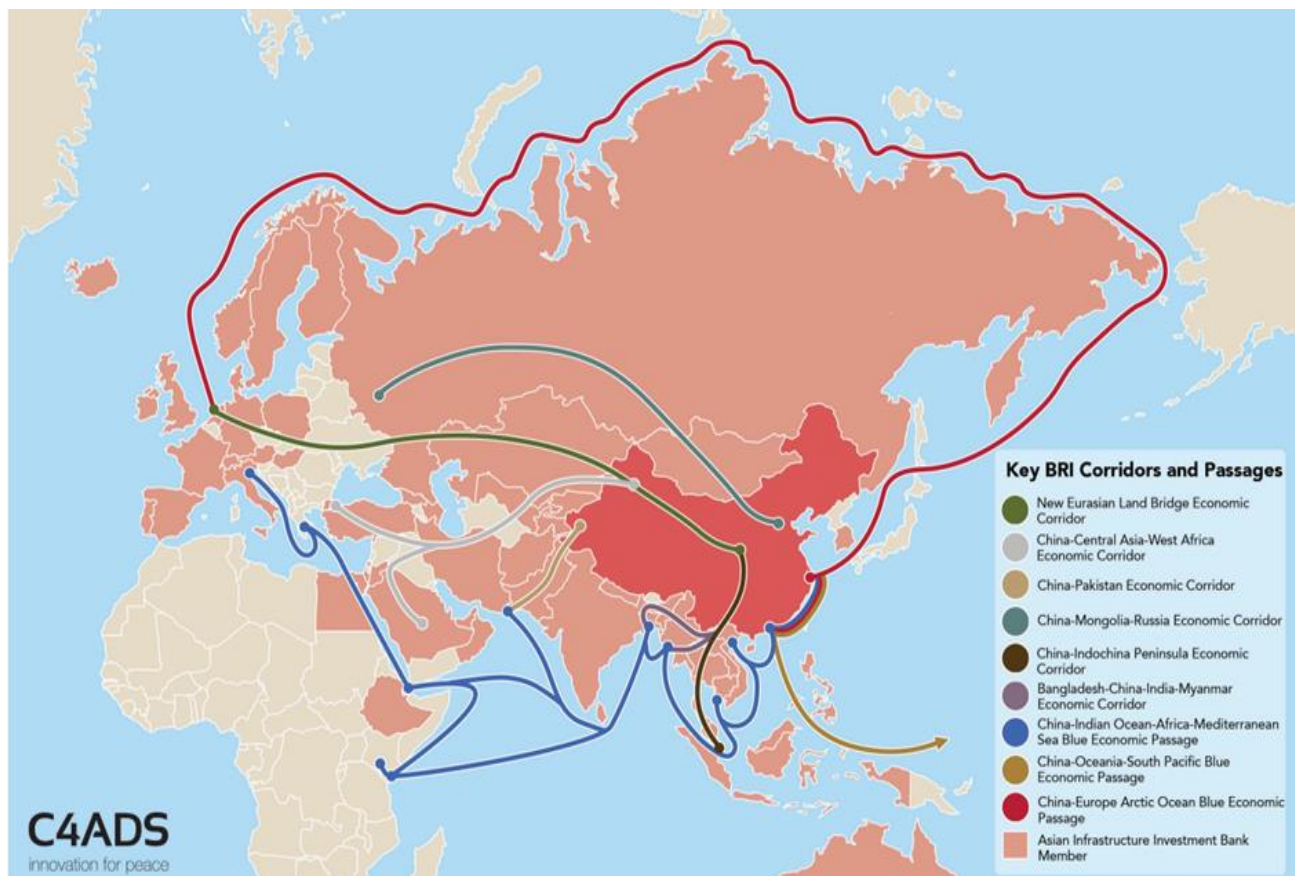 Key BRI Corridors and Passages
New Eurasian Land Bridge Economic
Corridor
China-Central Asia-West Africa
Economic Corridor
China-Pakistan Economic Corridor
China-Mongolia-Russia Economic Corridor
China-Indochina Peninsula Economic
Corridor
Bangladesh-China-India-Myanmar
Economic Corridor
China-Indian Ocean-Africa-Mediterranean
Sea Blue Economic Passage
China-Oceania-South Pacific Blue
Economic Passage
China-Europe Arctic Ocean Blue Economic
Passage
Asian Infrastructure Investment Bank
Member
C4ADS
innovation for peace